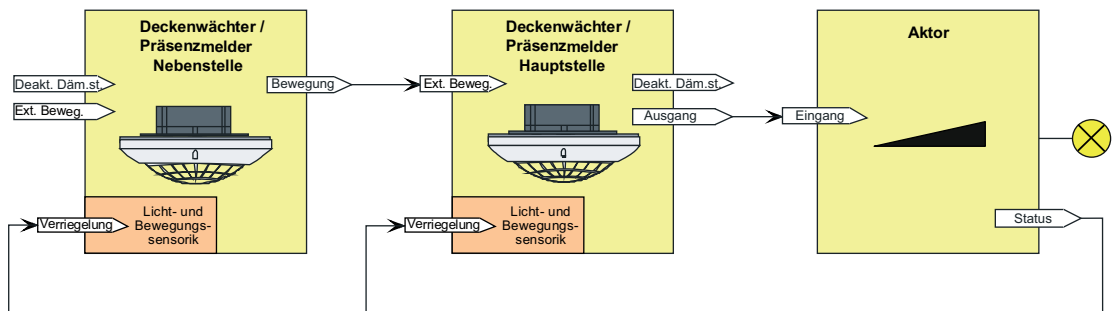 Deckenwächter /
Präsenzmelder
Nebenstelle
Deakt. Däm.st.
Ext. Beweg.
Bewegung
Verriegelung
Licht- und
Bewegungs-
sensorik
Deckenwächter /
Präsenzmelder
Hauptstelle
Ext. Beweg.
Deakt. Däm.st.
Ausgang
Verriegelung
Licht- und
Bewegungs-
sensorik
Aktor
Eingang
Status